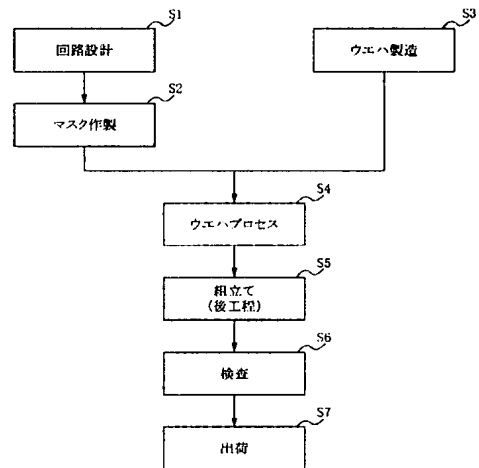 S1
回路設計
S2
マスク作製
S3
ウエハ製造
S4
ウエハプロセス
S5
組立て
(後工程)
S6
検査
S7
出荷